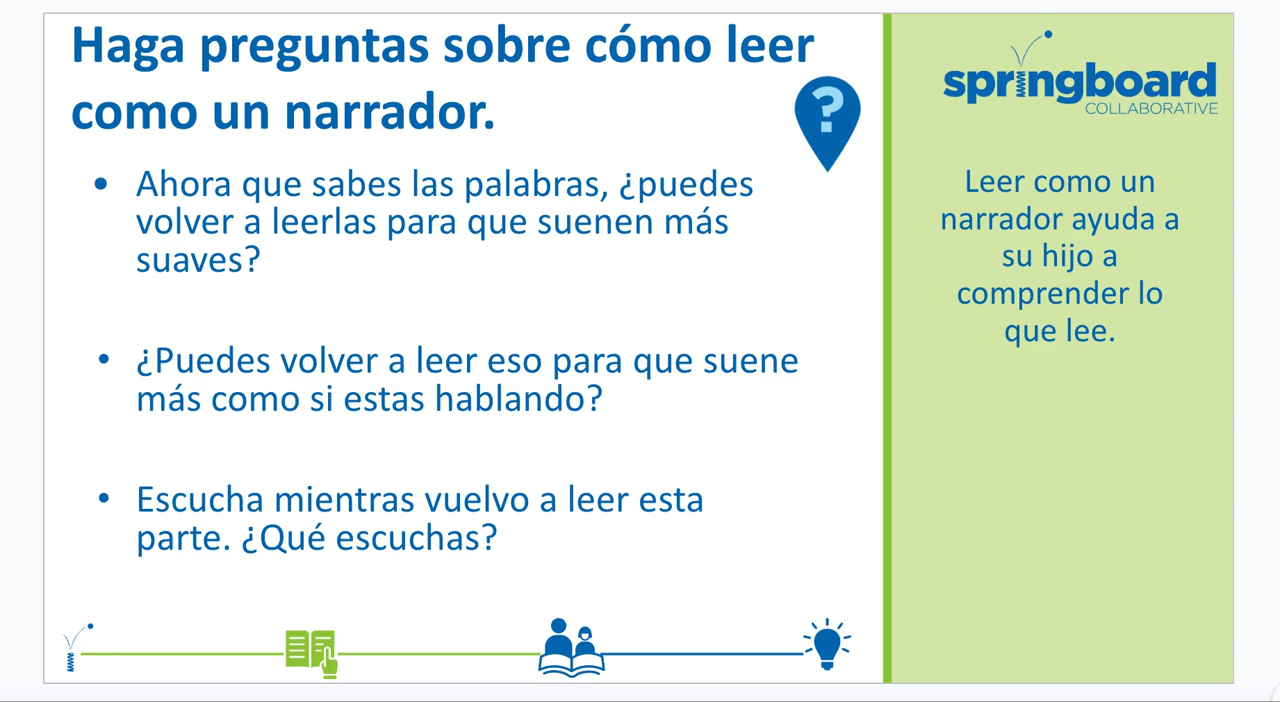 Haga preguntas sobre cómo leer
como un narrador.
?
• Ahora que sabes las palabras, ¿puedes
volver a leerlas para que suenen más
suaves?
• ¿Puedes volver a leer eso para que suene
más como si estas hablando?
• Escucha mientras vuelvo a leer esta
parte. ¿Qué escuchas?
springboard
COLLABORATIVE
Leer como un
narrador ayuda a
su hijo a
comprender lo
que lee.